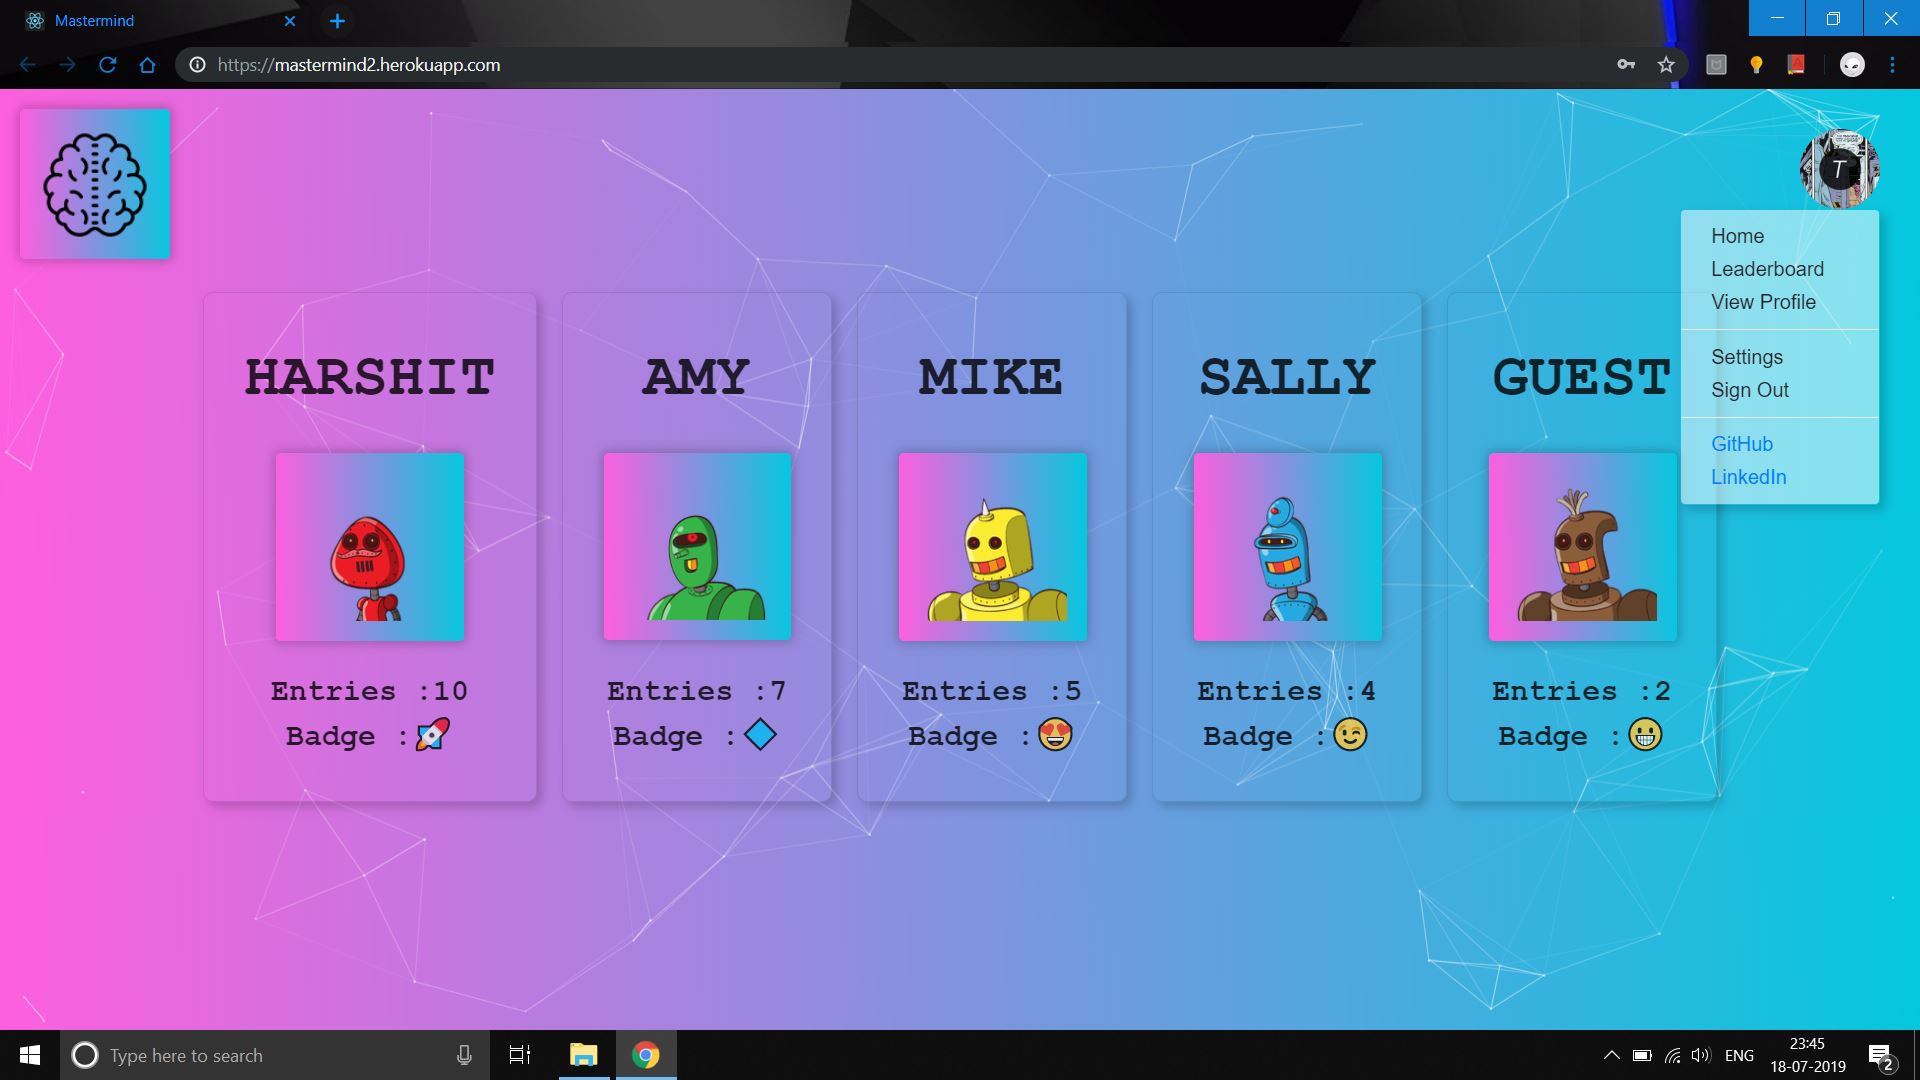 Mastermind
https://mastermind2.herokuapp.com
T
Home
Leaderboard
View Profile
Settings
Sign Out
GitHub
LinkedIn
HARSHIT
Entries :10
Badge :🚀
AMY
Entries :7
Badge :🔷
MIKE
Entries :5
Badge :😍
SALLY
Entries :4
Badge :😉
GUEST
Entries :2
Badge :😀
Type here to search
ENG
23:45
18-07-2019
2